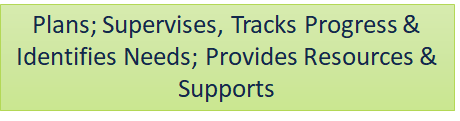 Plans; Supervises, Tracks Progress &
Identifies Needs; Provides Resources &
Supports